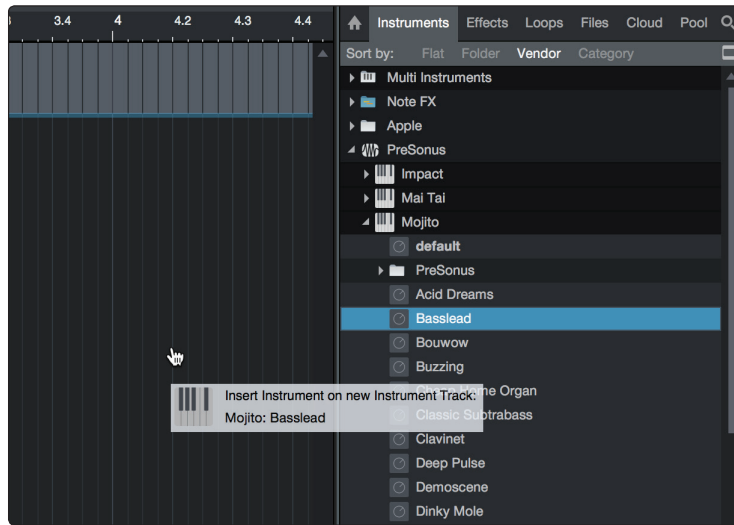 3.4 4 4.2 4.3 4.4
Instruments Effects Loops Files Cloud Pool
Sort by: Flat Folder Vendor Category
Multi Instruments
Note FX
Apple
PreSonus
Impact
Mai Tai
Mojito
default
PreSonus
Acid Dreams
Basslead
Bouwow
Buzzing
Home Organ
Insert Instrument on new Instrument Track:
Classic Subtrabass
Mojito: Basslead
Clavinet
Deep Pulse
Demoscene
Dinky Mole